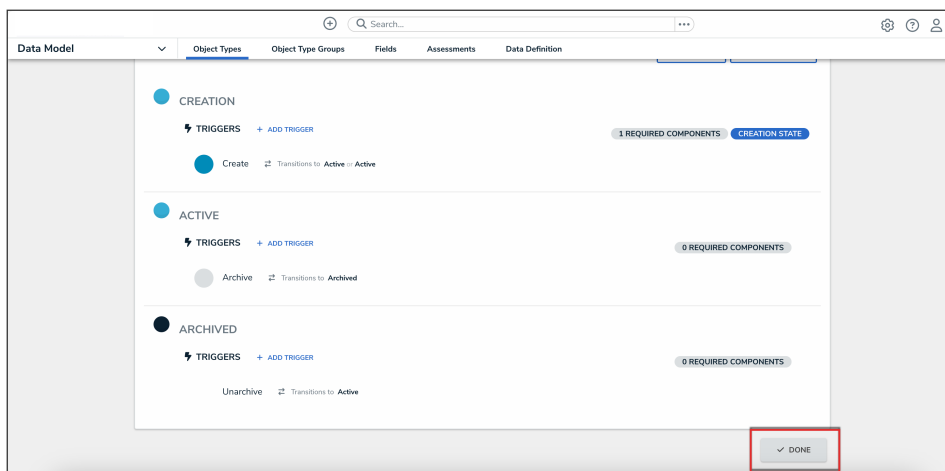 Search...
Data Model
Object Types
Object Type Groups
Fields
Assessments
Data Definition
CREATION
TRIGGERS + ADD TRIGGER
1 REQUIRED COMPONENTS CREATION STATE
Create Transitions to Active or Active
ACTIVE
TRIGGERS + ADD TRIGGER
0 REQUIRED COMPONENTS
Archive Transitions to Archived
ARCHIVED
TRIGGERS + ADD TRIGGER
0 REQUIRED COMPONENTS
Unarchive Transitions to Active
DONE